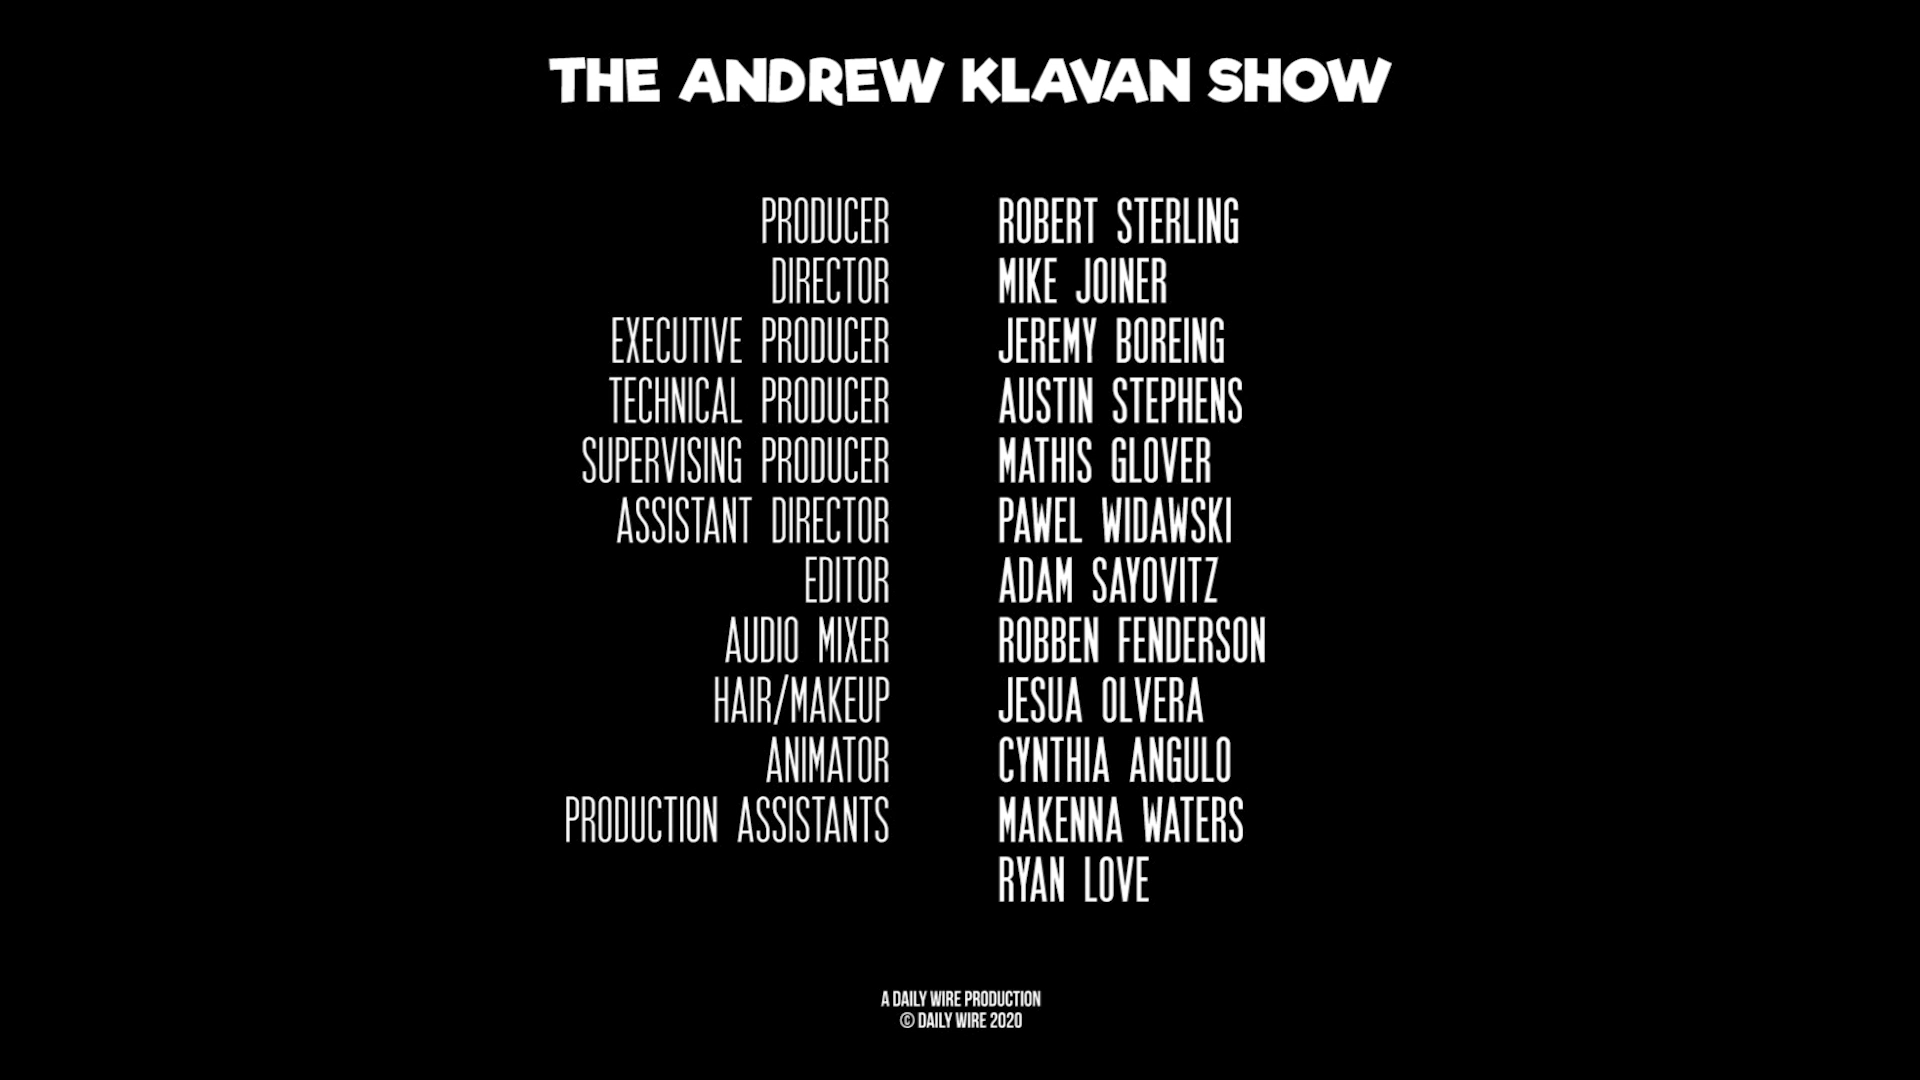 THE ANDREW KLAVAN SHOW
PRODUCER ROBERT STERLING
DIRECTOR MIKE JOINER
EXECUTIVE PRODUCER JEREMY BOREING
TECHNICAL PRODUCER AUSTIN STEPHENS
SUPERVISING PRODUCER MATHIS GLOVER
ASSISTANT DIRECTOR PAWEL WIDAWSKI
EDITOR ADAM SAYOVITZ
AUDIO MIXER ROBBEN FENDERSON
HAIR/MAKEUP JESUA OLVERA
ANIMATOR CYNTHIA ANGULO
PRODUCTION ASSISTANTS MAKENNA WATERS
RYAN LOVE
A DAILY WIRE PRODUCTION
© DAILY WIRE 2020